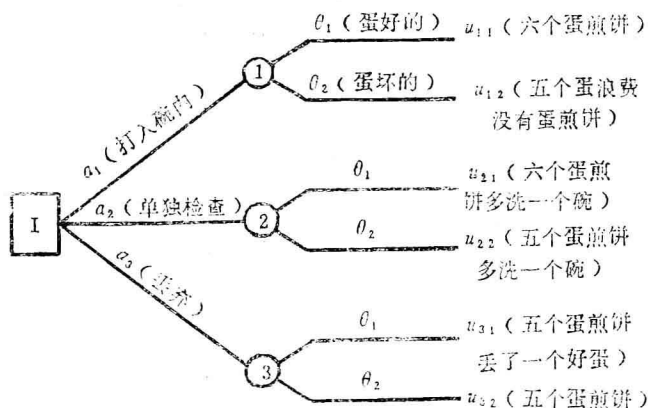 θ₁(蛋好的) u₁₁(六个蛋煎饼)
1
θ₂(蛋坏的) u₁₂(五个蛋浪费
没有蛋煎饼)
a₁(打入碗内)
θ₁ u₂₁(六个蛋煎
饼多洗一个碗)
I a₂(单独检查) 2
θ₂ u₂₂(五个蛋煎饼
多洗一个碗)
a₃(丢弃)
θ₁ u₃₁(五个蛋煎饼
丢了一个好蛋)
3
θ₂ u₃₂(五个蛋煎饼)